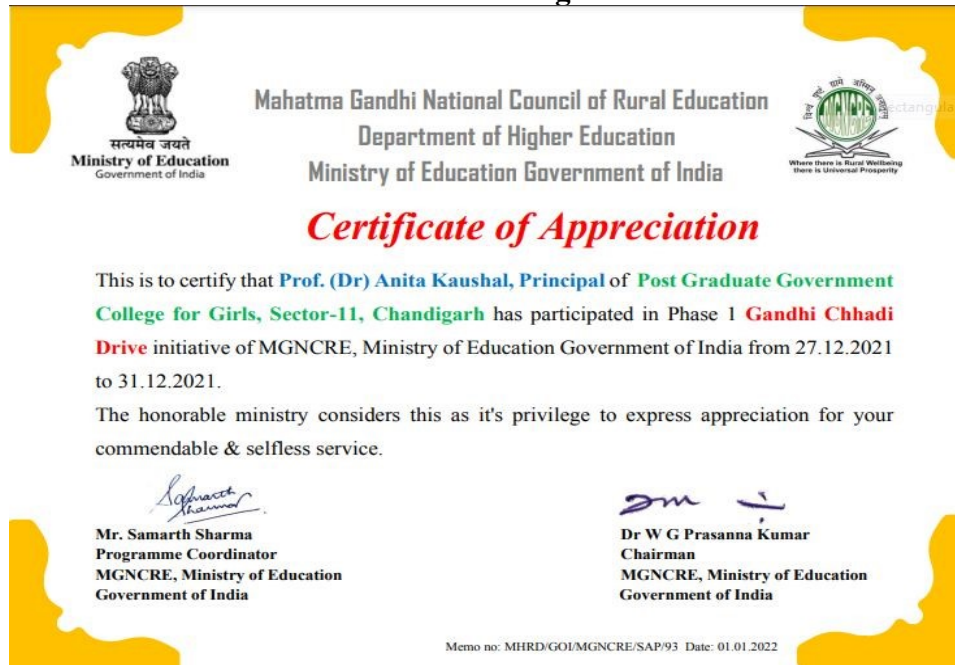 सत्यमेव जयते
Ministry of Education
Government of India
Mahatma Gandhi National Council of Rural Education
Department of Higher Education
Ministry of Education Government of India
MGNCRE
Where there is Rural Wellbeing
there is Universal Prosperity
Certificate of Appreciation
This is to certify that Prof. (Dr) Anita Kaushal, Principal of Post Graduate Government
College for Girls, Sector-11, Chandigarh has participated in Phase 1 Gandhi Chhadi
Drive initiative of MGNCRE, Ministry of Education Government of India from 27.12.2021
to 31.12.2021.
The honorable ministry considers this as it's privilege to express appreciation for your
commendable & selfless service.
Samarth
Sharma
Mr. Samarth Sharma
Programme Coordinator
MGNCRE, Ministry of Education
Government of India
Dr W G Prasanna Kumar
Chairman
MGNCRE, Ministry of Education
Government of India
Memo no: MHRD/GOI/MGNCRE/SAP/93 Date: 01.01.2022